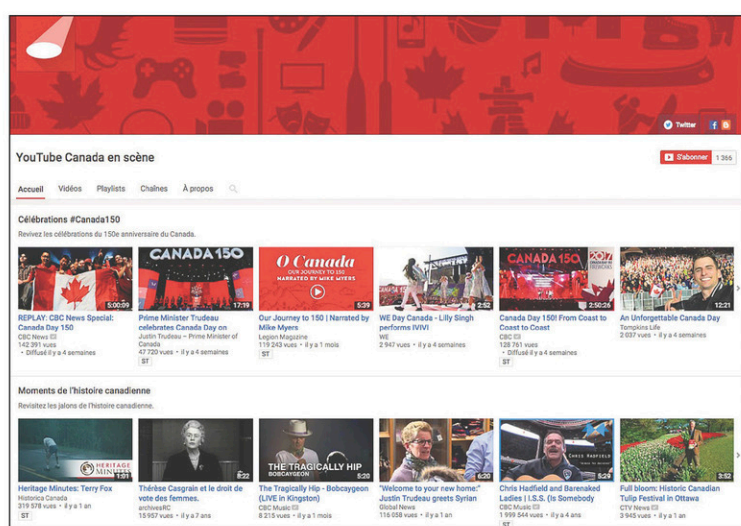 Twitter
YouTube Canada en scène
S'abonner 1 366
Accueil Vidéos Playlists Chaînes À propos
Célébrations #Canada150
Revivez les célébrations du 150e anniversaire du Canada.
5:00:09
REPLAY: CBC News Special:
Canada Day 150
CBC News
142 391 vues
• Diffusé il y a 4 semaines
CANADA 150
17:19
Prime Minister Trudeau
celebrates Canada Day on
Justin Trudeau – Prime Minister of
Canada
47 720 vues • il y a 4 semaines
ST
O Canada
OUR JOURNEY TO 150
NARRATED BY MIKE MYERS
5:39
Our Journey to 150 | Narrated by
Mike Myers
Legion Magazine
119 243 vues • il y a 1 mois
ST
2:52
WE Day Canada - Lilly Singh
performs IVIVI
WE
2 947 vues • il y a 4 semaines
CANADA 150
2017
2:50:26
Canada Day 150! From Coast to
Coast to Coast
CBC
128 761 vues
• Diffusé il y a 4 semaines
ST
12:21
An Unforgettable Canada Day
Tompkins Life
2 037 vues • il y a 4 semaines
Moments de l'histoire canadienne
Revisitez les jalons de l'histoire canadienne.
HERITAGE
MINUTES
1:01
Heritage Minutes: Terry Fox
Historica Canada
319 578 vues • il y a 1 an
ST
Thérèse Casgrain et le droit de
vote des femmes.
archivesRC
15 957 vues • il y a 7 ans
THE TRAGICALLY HIP
BOBCAYGEON
5:20
The Tragically Hip - Bobcaygeon
(LIVE in Kingston)
CBC Music
8 215 vues • il y a 1 mois
6:20
"Welcome to your new home:"
Justin Trudeau greets Syrian
Global News
116 058 vues • il y a 1 an
CHRIS HADFIELD
5:29
Chris Hadfield and Barenaked
Ladies | I.S.S. (Is Somebody
CBC Music
1 999 544 vues • il y a 4 ans
ST
3:52
Full bloom: Historic Canadian
Tulip Festival in Ottawa
CTV News
3 945 vues • il y a 1 an